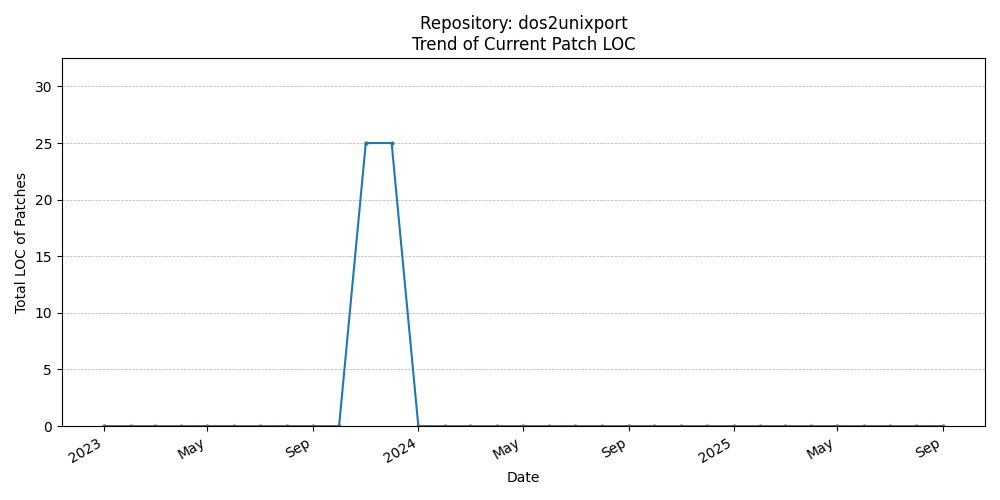 Repository: dos2unixport
Trend of Current Patch LOC
Total LOC of Patches
30
25
20
15
10
5
0
2023
May
Sep
2024
May
Sep
2025
May
Sep
Date